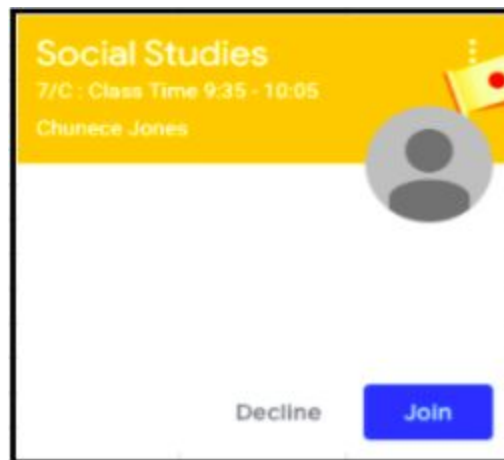 Social Studies
7/C : Class Time 9:35 - 10:05
Chunece Jones
Decline
Join